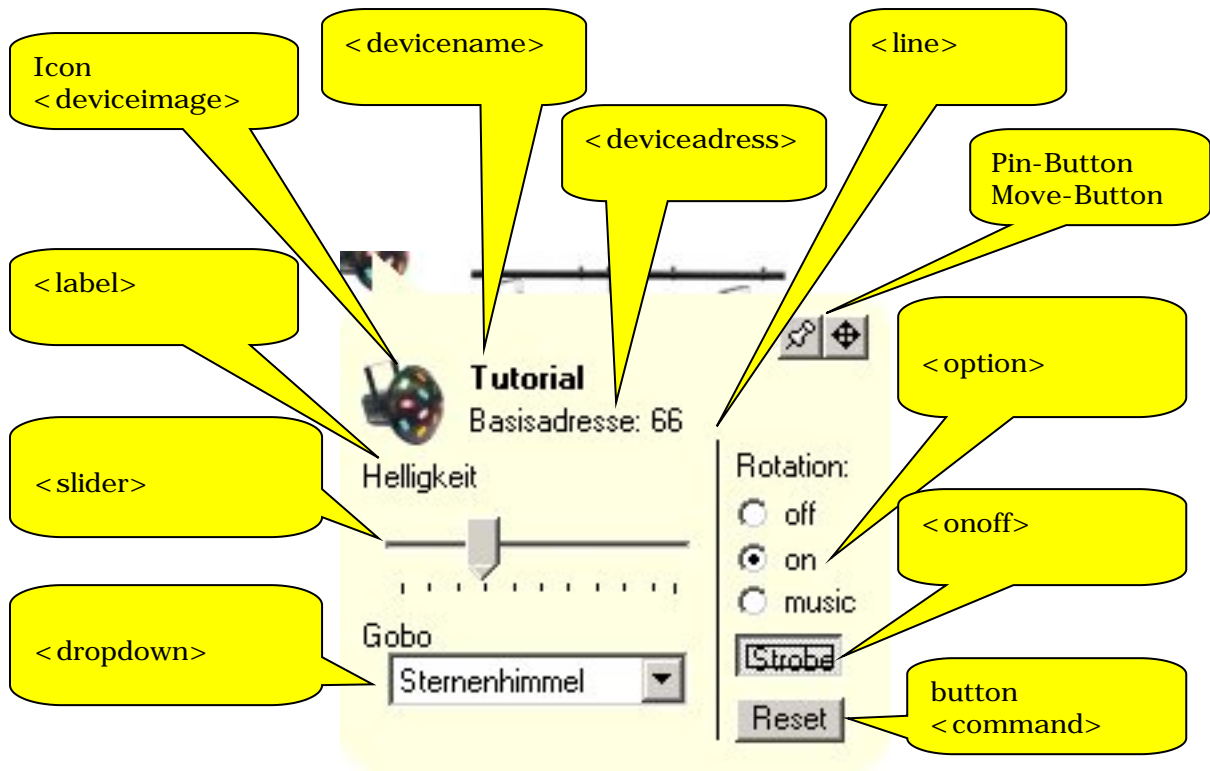 <devicename>
<line>
Icon
<deviceimage>
<deviceadress>
Pin-Button
Move-Button
<label>
<option>
Tutorial
Basisadresse: 66
<slider>
Helligkeit
Rotation:
off
<onoff>
on
music
<dropdown>
Gobo
Sternenhimmel
Strobe
button
<command>
Reset